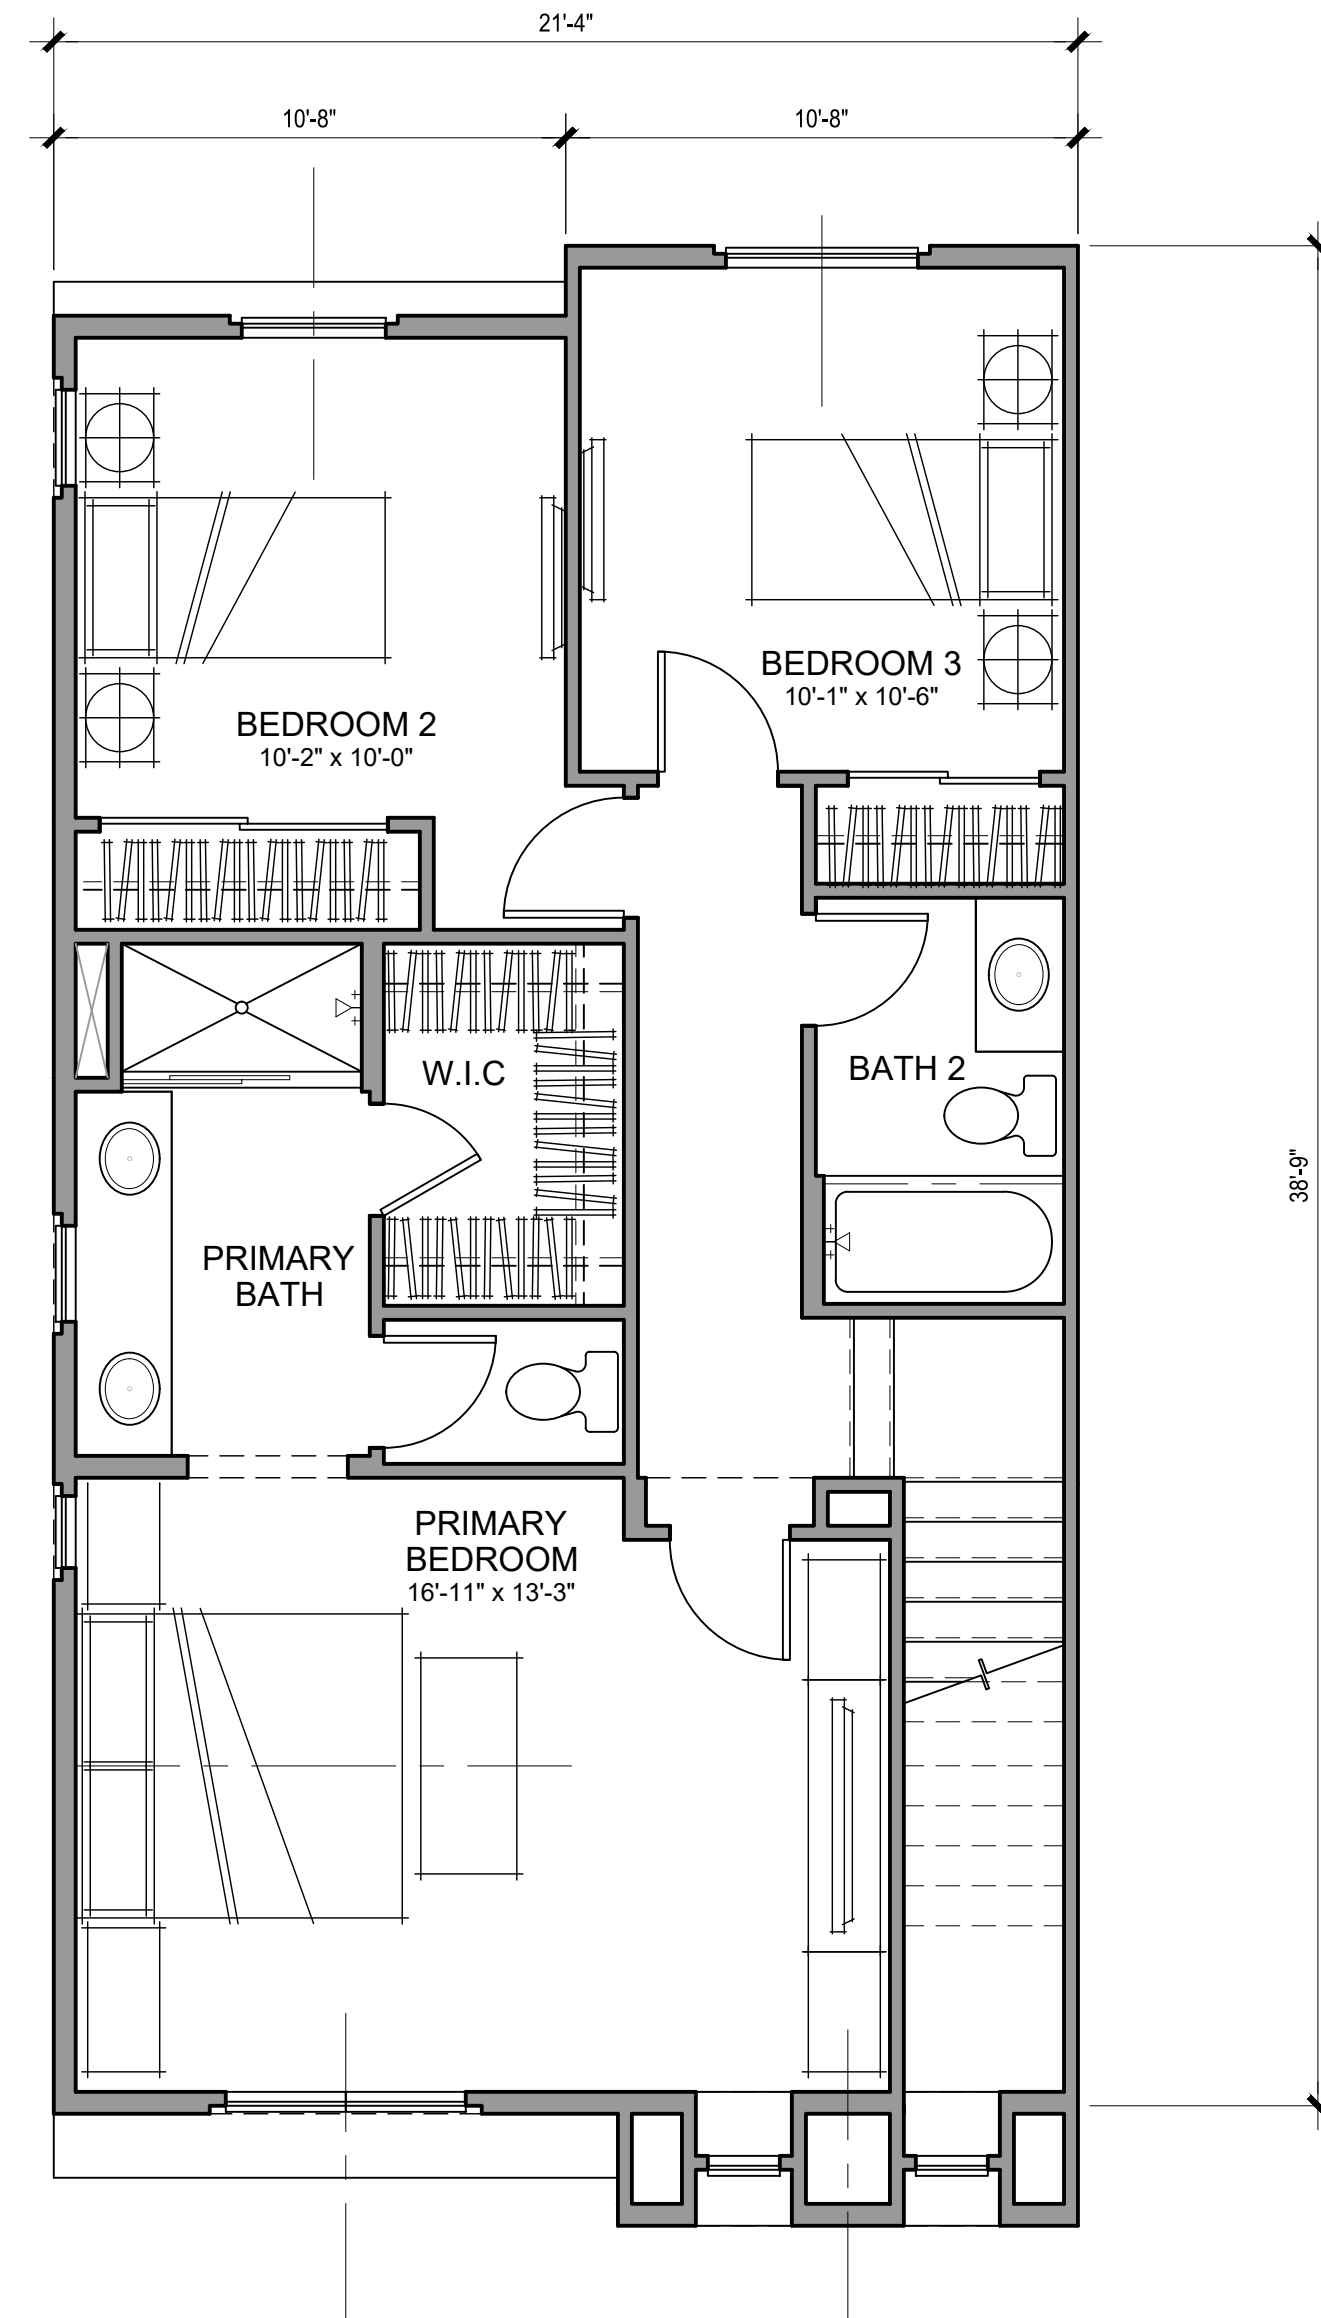 21'-4"
10'-8"
10'-8"
BEDROOM 3
10'-1" x 10'-6"
BEDROOM 2
10'-2" x 10'-0"
W.I.C
BATH 2
38'-9"
PRIMARY
BATH
PRIMARY
BEDROOM
16'-11" x 13'-3"